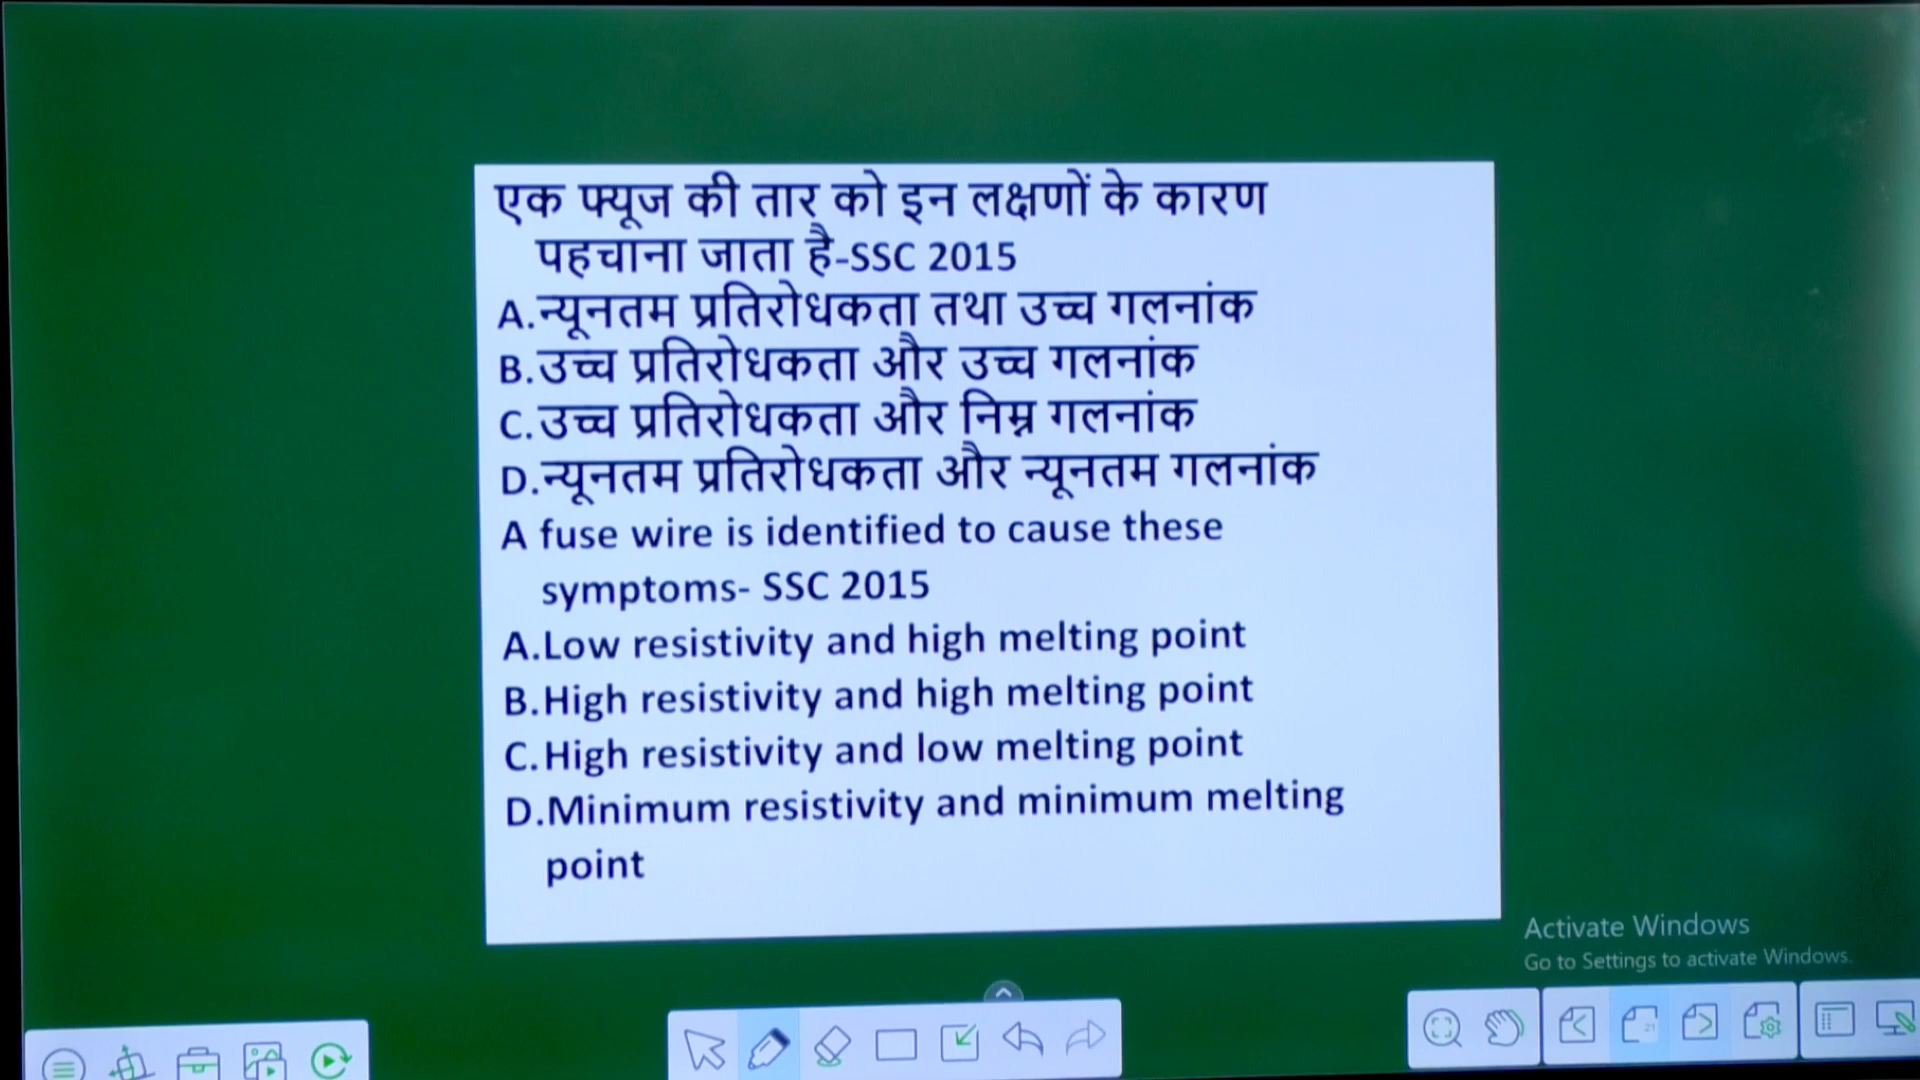 एक फ्यूज की तार को इन लक्षणों के कारण
पहचाना जाता है-SSC 2015
A.न्यूनतम प्रतिरोधकता तथा उच्च गलनांक
B.उच्च प्रतिरोधकता और उच्च गलनांक
C.उच्च प्रतिरोधकता और निम्न गलनांक
D.न्यूनतम प्रतिरोधकता और न्यूनतम गलनांक
A fuse wire is identified to cause these
symptoms- SSC 2015
A.Low resistivity and high melting point
B.High resistivity and high melting point
C.High resistivity and low melting point
D.Minimum resistivity and minimum melting
point
Activate Windows
Go to Settings to activate Windows.
21